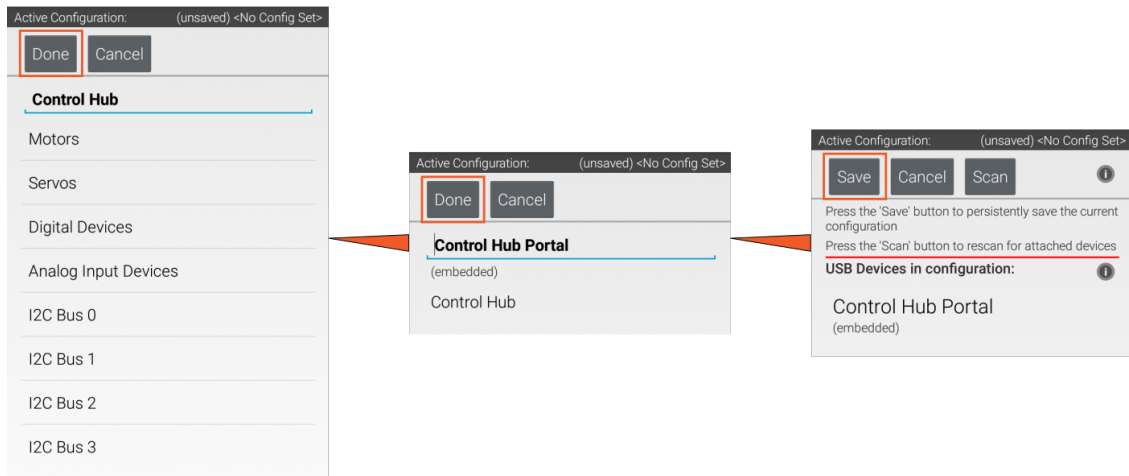 Active Configuration: (unsaved) <No Config Set>
Done Cancel
Control Hub
Motors
Servos
Digital Devices
Analog Input Devices
I2C Bus 0
I2C Bus 1
I2C Bus 2
I2C Bus 3
Active Configuration: (unsaved) <No Config Set>
Done Cancel
Control Hub Portal
(embedded)
Control Hub
Active Configuration: (unsaved) <No Config Set>
Save Cancel Scan
Press the 'Save' button to persistently save the current
configuration
Press the 'Scan' button to rescan for attached devices
USB Devices in configuration:
Control Hub Portal
(embedded)